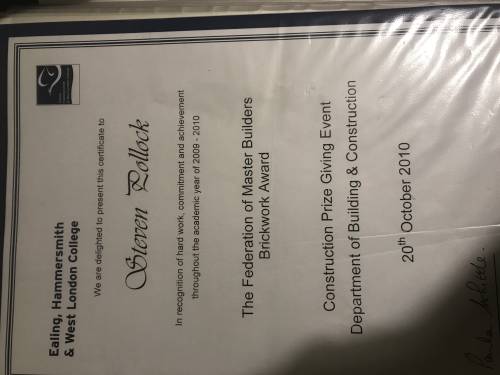 Ealing, Hammersmith
& West London College
We are delighted to present this certificate to
Steven Pollock
In recognition of hard work, commitment and achievement
throughout the academic year of 2009 - 2010
The Federation of Master Builders
Brickwork Award
Construction Prize Giving Event
Department of Building & Construction
20th October 2010